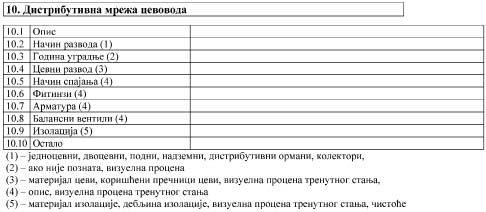 10. Дистрибутивна мрежа цевовода
10.1 Опис
10.2 Начин развода (1)
10.3 Година уградње (2)
10.4 Цевни развод (3)
10.5 Начин спајања (4)
10.6 Фитинзи (4)
10.7 Арматура (4)
10.8 Балансни вентили (4)
10.9 Изолација (5)
10.10 Остало
(1) – једноцевни, двоцевни, подни, надземни, дистрибутивни ормани, колектори,
(2) – ако није позната, визуелна процена
(3) – материјал цеви, коришћени пречници цеви, визуелна процена тренутног стања,
(4) – опис, визуелна процена тренутног стања
(5) – материјал изолације, дебљина изолације, визуелна процена тренутног стања, чистоће